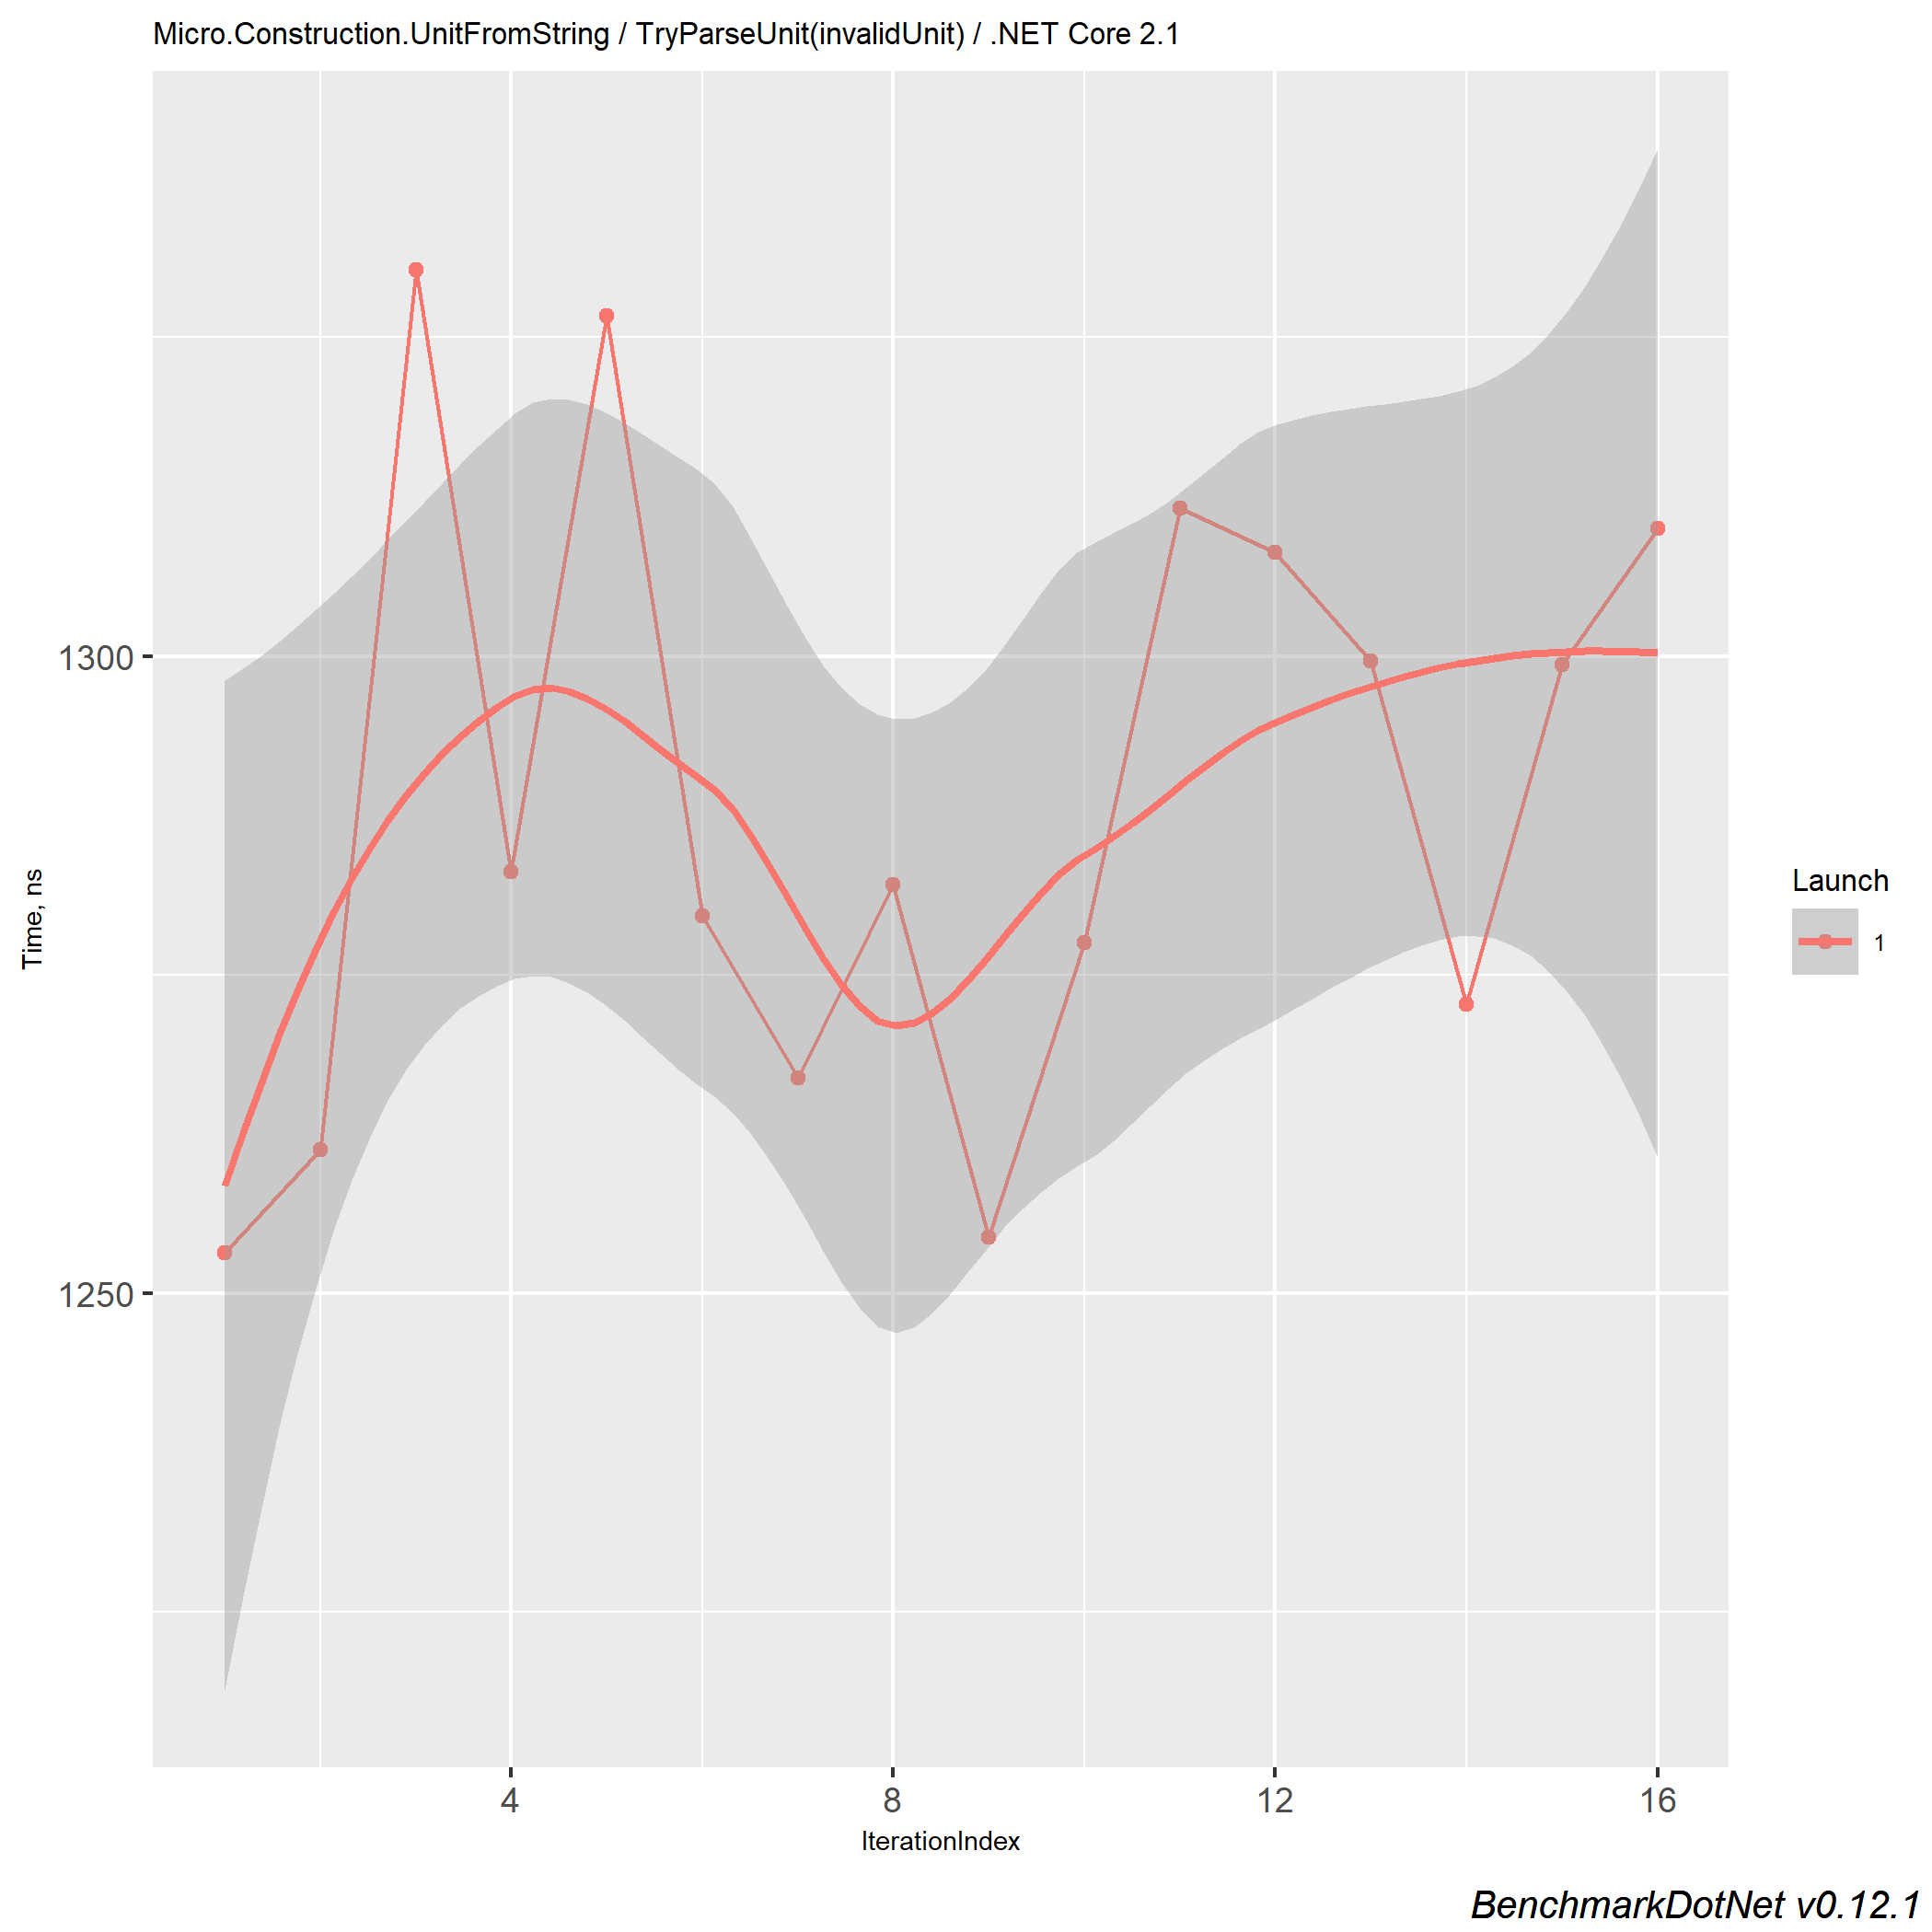 Micro.Construction.UnitFromString / TryParseUnit(invalidUnit) / .NET Core 2.1
Time, ns
1300
1250
4
8
12
16
IterationIndex
Launch
1
BenchmarkDotNet v0.12.1